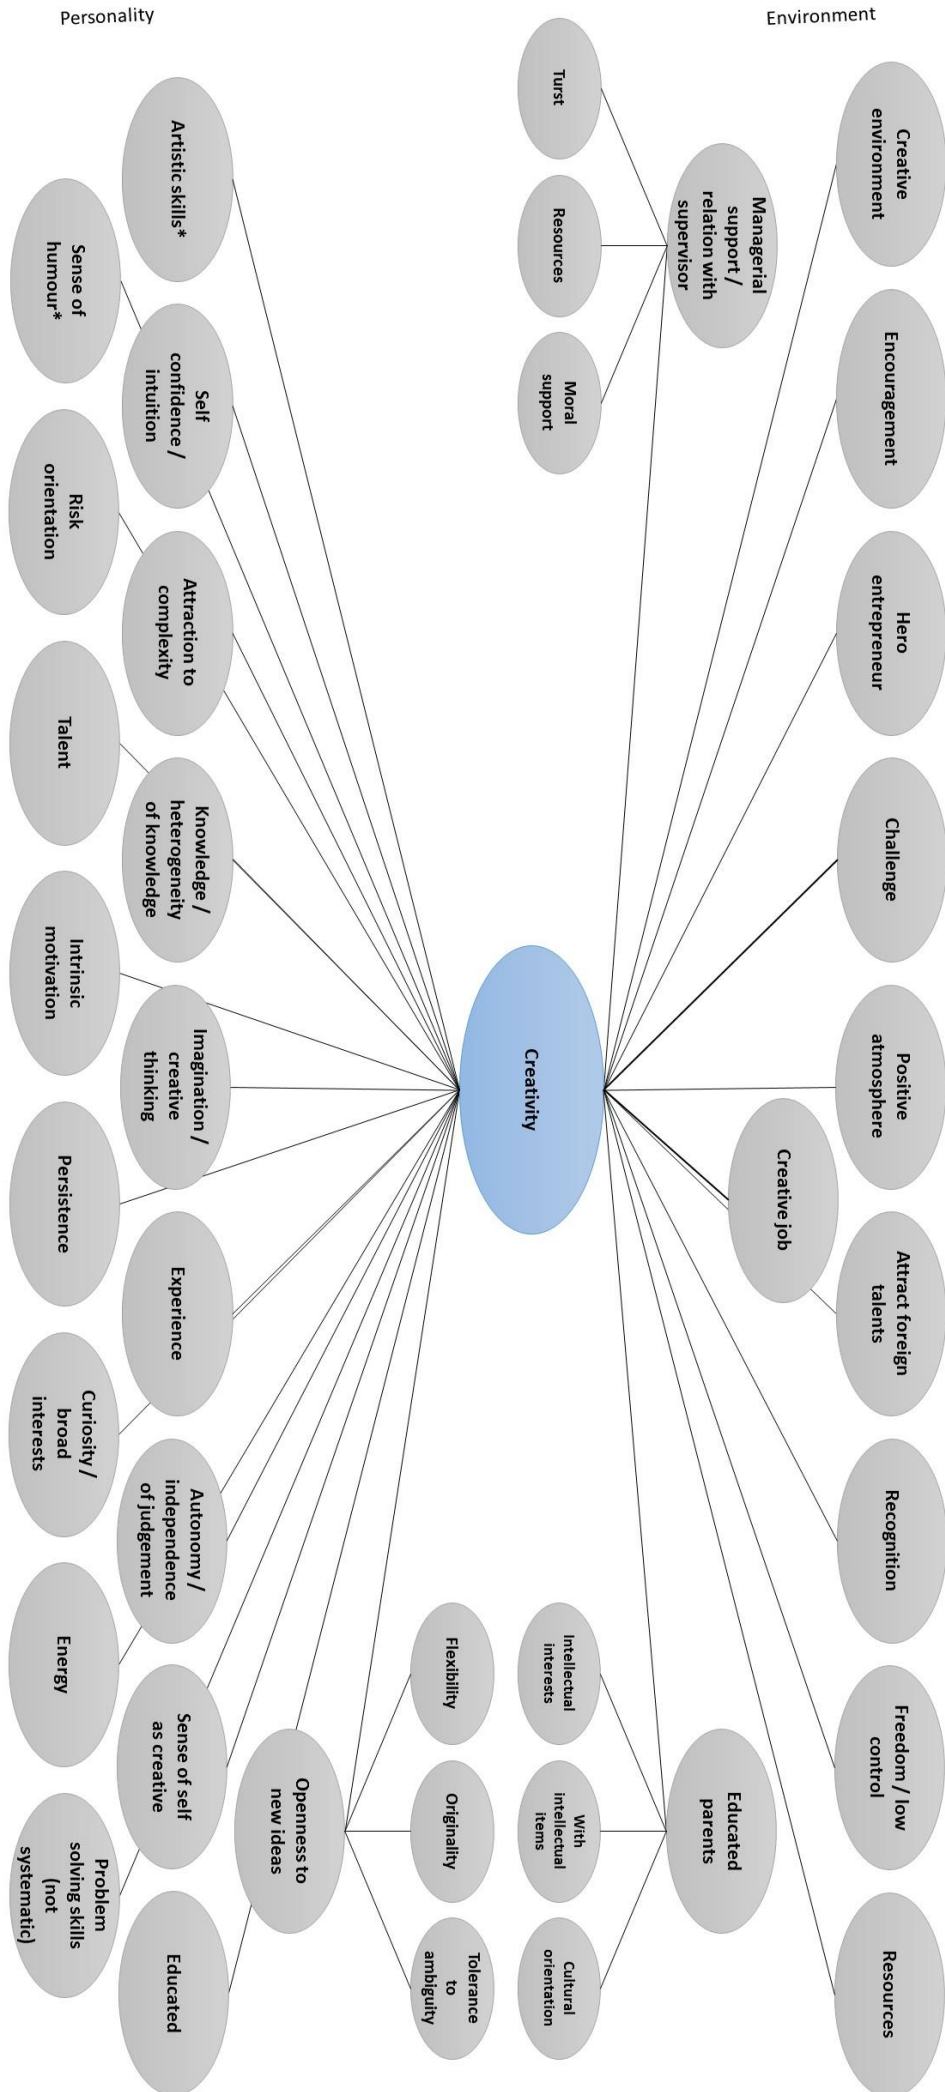 Environment
Creative
environment
Encouragement
Hero
entrepreneur
Challenge
Positive
atmosphere
Attract foreign
talents
Recognition
Freedom / low
control
Resources
Managerial
support /
relation with
supervisor
Creative job
Educated
parents
Turst
Resources
Moral
support
Intellectual
interests
With
intellectual
items
Cultural
orientation
Creativity
Flexibility
Originality
Tolerance
to
ambiguity
Openness to
new ideas
Artistic skills*
Self
confidence /
intuition
Attraction to
complexity
Knowledge /
heterogeneity
of knowledge
Imagination /
creative
thinking
Experience
Autonomy /
independence
of judgement
Sense of self
as creative
Educated
Personality
Sense of
humour*
Risk
orientation
Talent
Intrinsic
motivation
Persistence
Curiosity /
broad
interests
Energy
Problem
solving skills
(not
systematic)